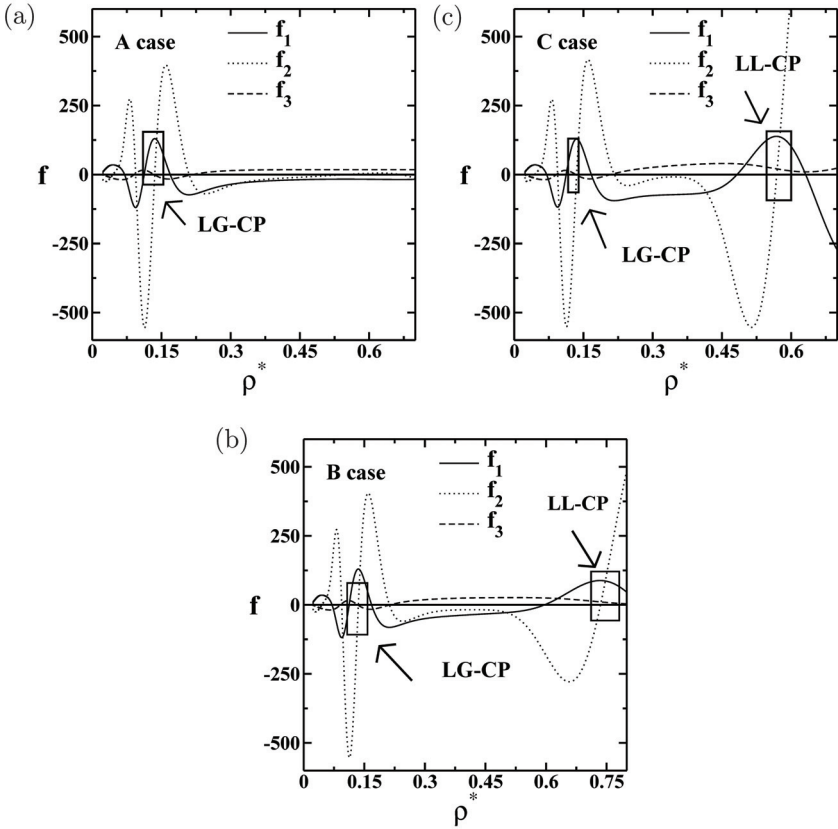 (a)
A case
f1
f2
f3
LG-CP
f
500
250
0
-250
-500
0
0.15
0.3
0.45
0.6
ρ*
(c)
C case
f1
f2
f3
LL-CP
LG-CP
f
500
250
0
-250
-500
0
0.15
0.3
0.45
0.6
ρ*
(b)
B case
f1
f2
f3
LL-CP
LG-CP
f
500
250
0
-250
-500
0
0.15
0.3
0.45
0.6
0.75
ρ*